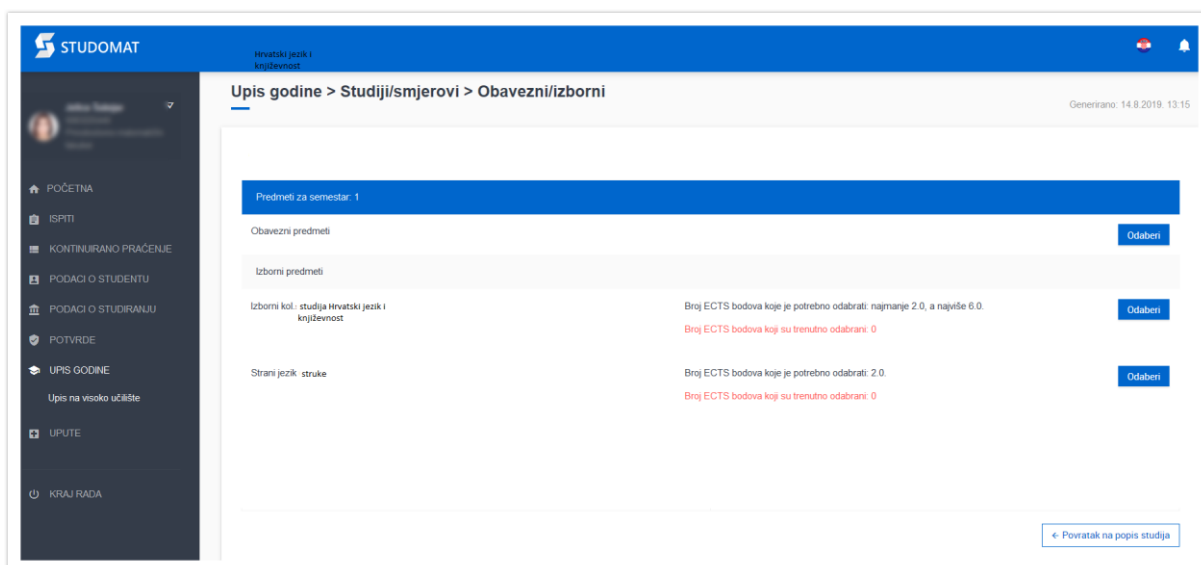 STUDOMAT
Hrvatski jezik i
književnost
Upis godine > Studiji/smjerovi > Obavezni/izborni
Generirano: 14.8.2019. 13:15
POČETNA
ISPITI
KONTINUIRANO PRAĆENJE
PODACI O STUDENTU
PODACI O STUDIRANJU
POTVRDE
UPIS GODINE
Upis na visoko učilište
UPUTE
KRAJ RADA
Predmeti za semestar: 1
Obavezni predmeti
Odaberi
Izborni predmeti
Izborni kol.: studija Hrvatski jezik i
književnost
Broj ECTS bodova koje je potrebno odabrati: najmanje 2.0, a najviše 6.0.
Broj ECTS bodova koji su trenutno odabrani: 0
Odaberi
Strani jezik struke
Broj ECTS bodova koje je potrebno odabrati: 2.0.
Broj ECTS bodova koji su trenutno odabrani: 0
Odaberi
← Povratak na popis studija